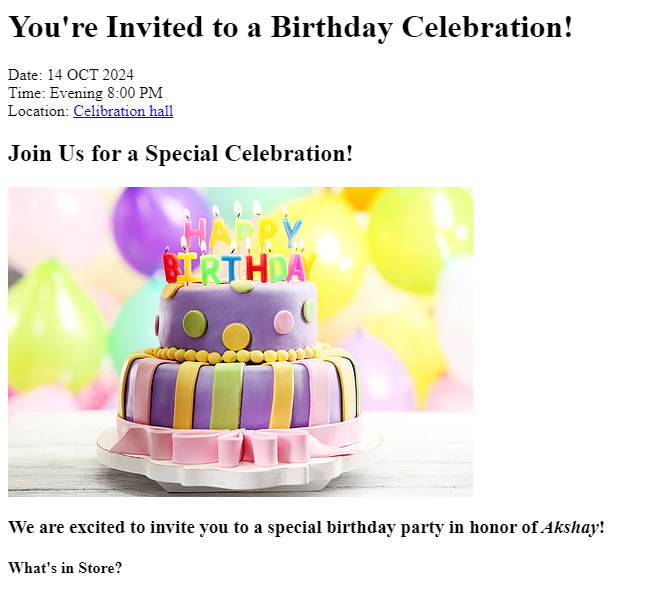 You're Invited to a Birthday Celebration!
Date: 14 OCT 2024
Time: Evening 8:00 PM
Location: Celibration hall
Join Us for a Special Celebration!
HAPPY
BIRTHDAY
We are excited to invite you to a special birthday party in honor of Akshay!
What's in Store?